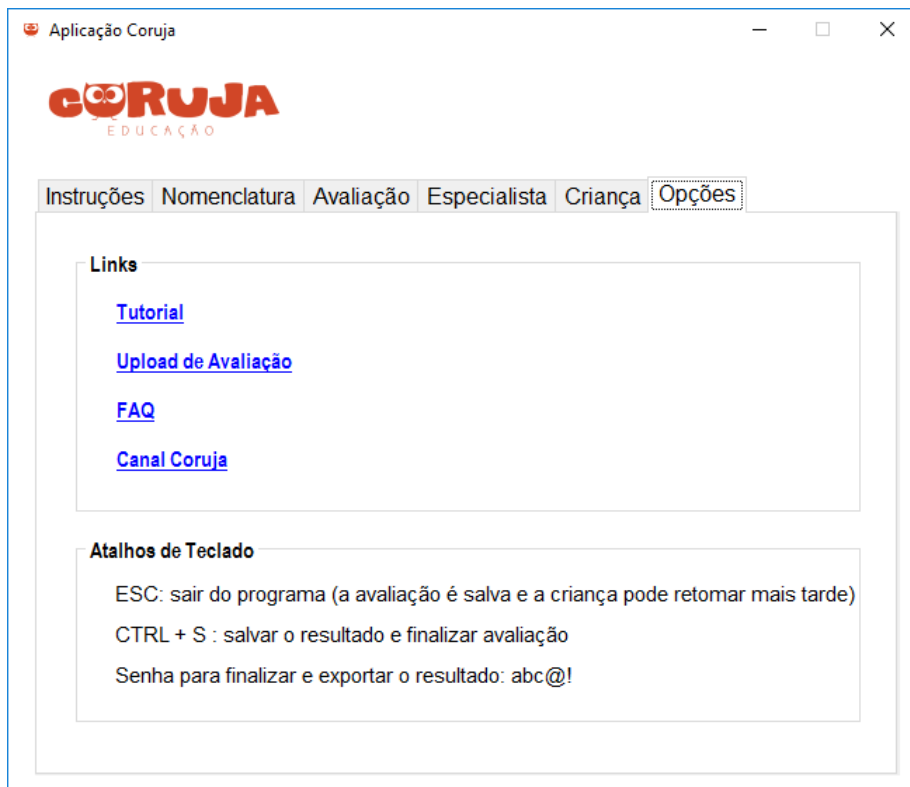 Aplicação Coruja
CORUJA
EDUCAÇÃO
Instruções Nomenclatura Avaliação Especialista Criança Opções
Links
Tutorial
Upload de Avaliação
FAQ
Canal Coruja
Atalhos de Teclado
ESC: sair do programa (a avaliação é salva e a criança pode retomar mais tarde)
CTRL + S : salvar o resultado e finalizar avaliação
Senha para finalizar e exportar o resultado: abc@!